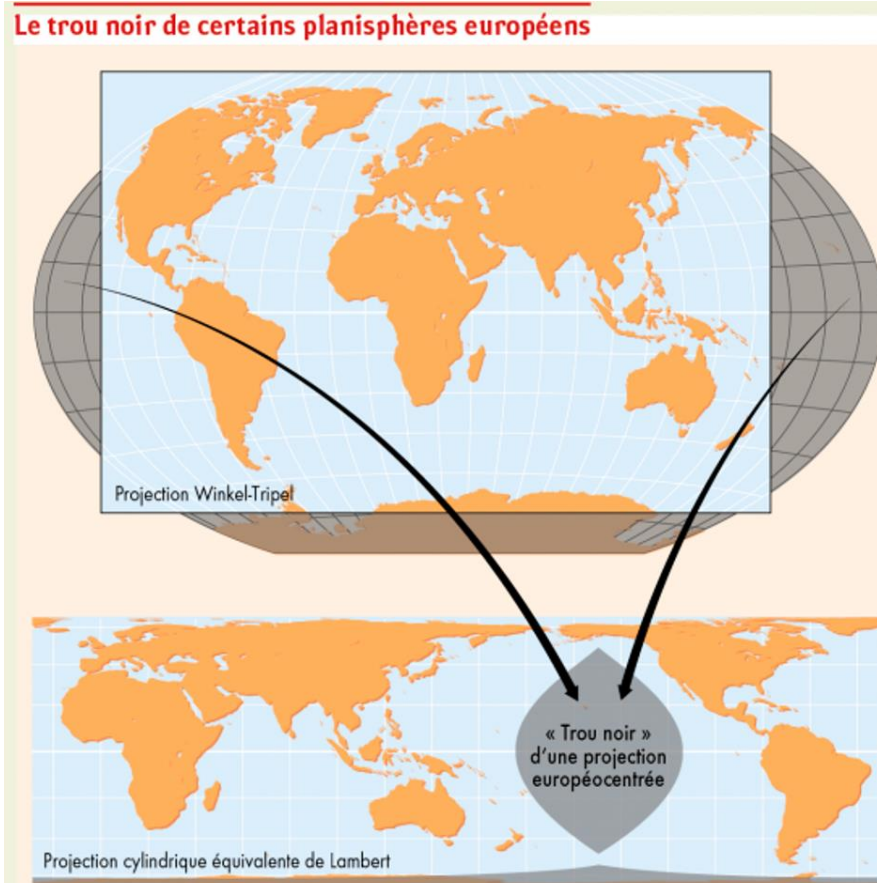 Le trou noir de certains planisphères européens
Projection Winkel-Tripel
« Trou noir »
d'une projection
européocentrée
Projection cylindrique équivalente de Lambert